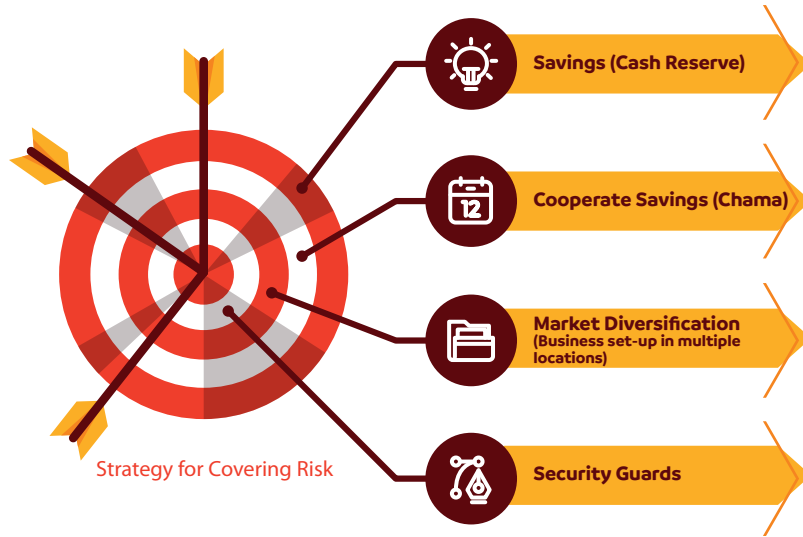 Savings (Cash Reserve)
12
Cooperate Savings (Chama)
Market Diversification
(Business set-up in multiple
locations)
Security Guards
Strategy for Covering Risk